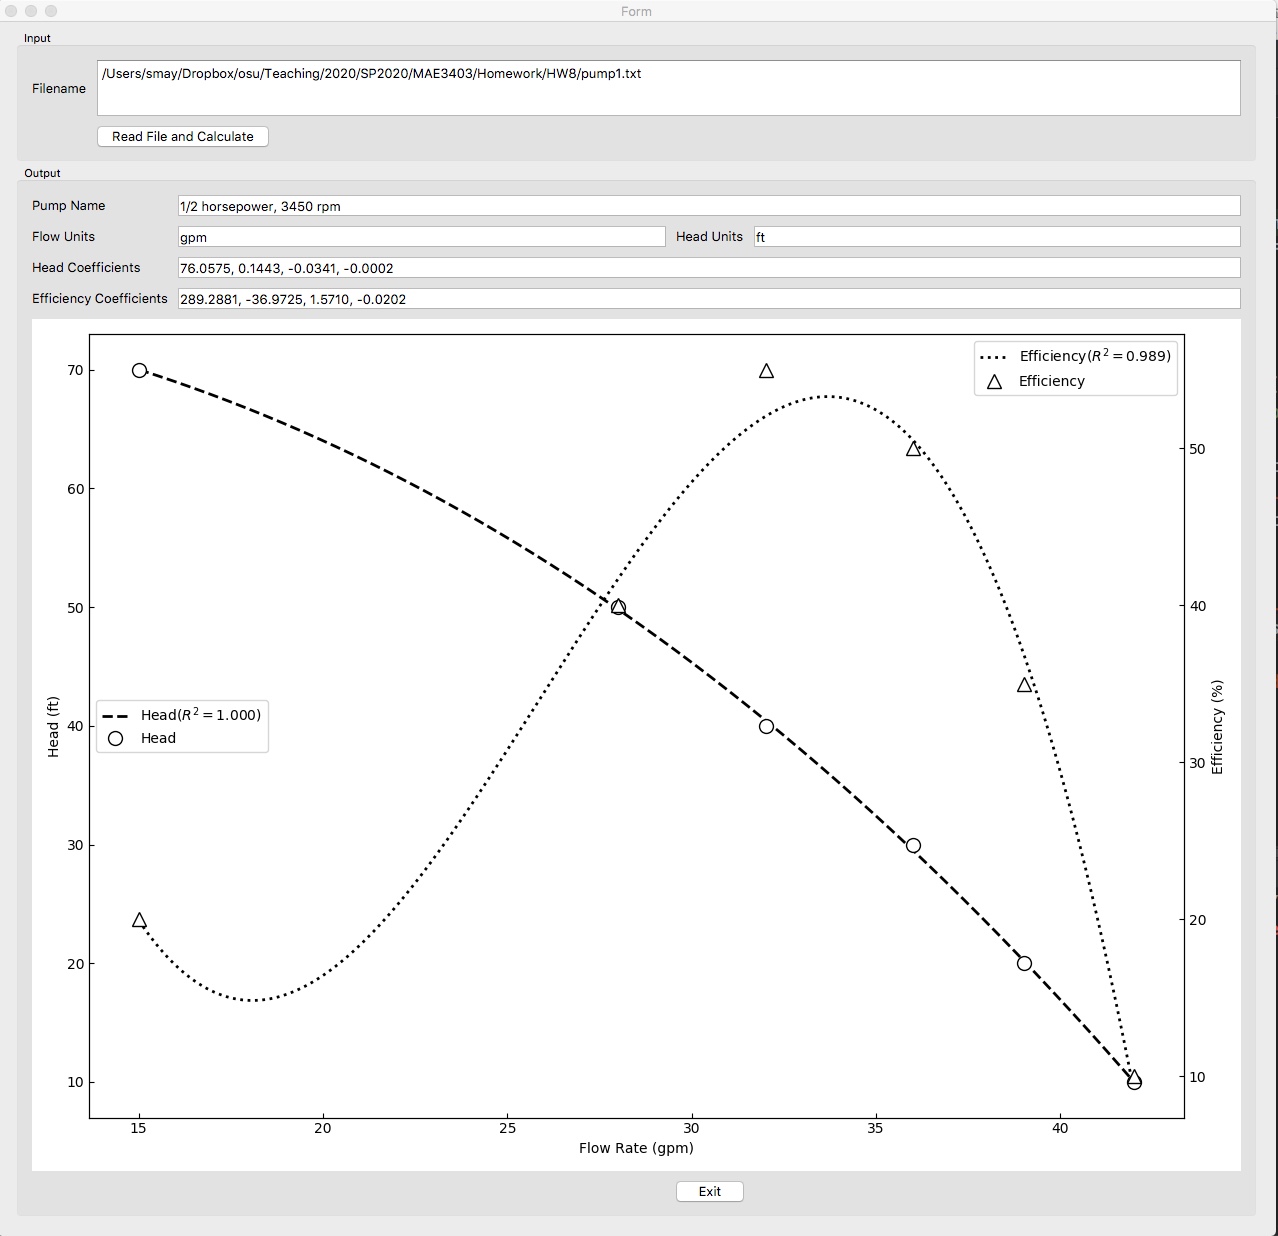 Form
Input
Filename
/Users/smay/Dropbox/osu/Teaching/2020/SP2020/MAE3403/Homework/HW8/pump1.txt
Read File and Calculate
Output
Pump Name 1/2 horsepower, 3450 rpm
Flow Units gpm Head Units ft
Head Coefficients 76.0575, 0.1443, -0.0341, -0.0002
Efficiency Coefficients 289.2881, -36.9725, 1.5710, -0.0202
Efficiency(R² = 0.989)
Efficiency
70
60
50
40
30
20
10
Head (ft)
Head(R² = 1.000)
Head
50
40
30
20
10
Efficiency (%)
15 20 25 30 35 40
Flow Rate (gpm)
Exit